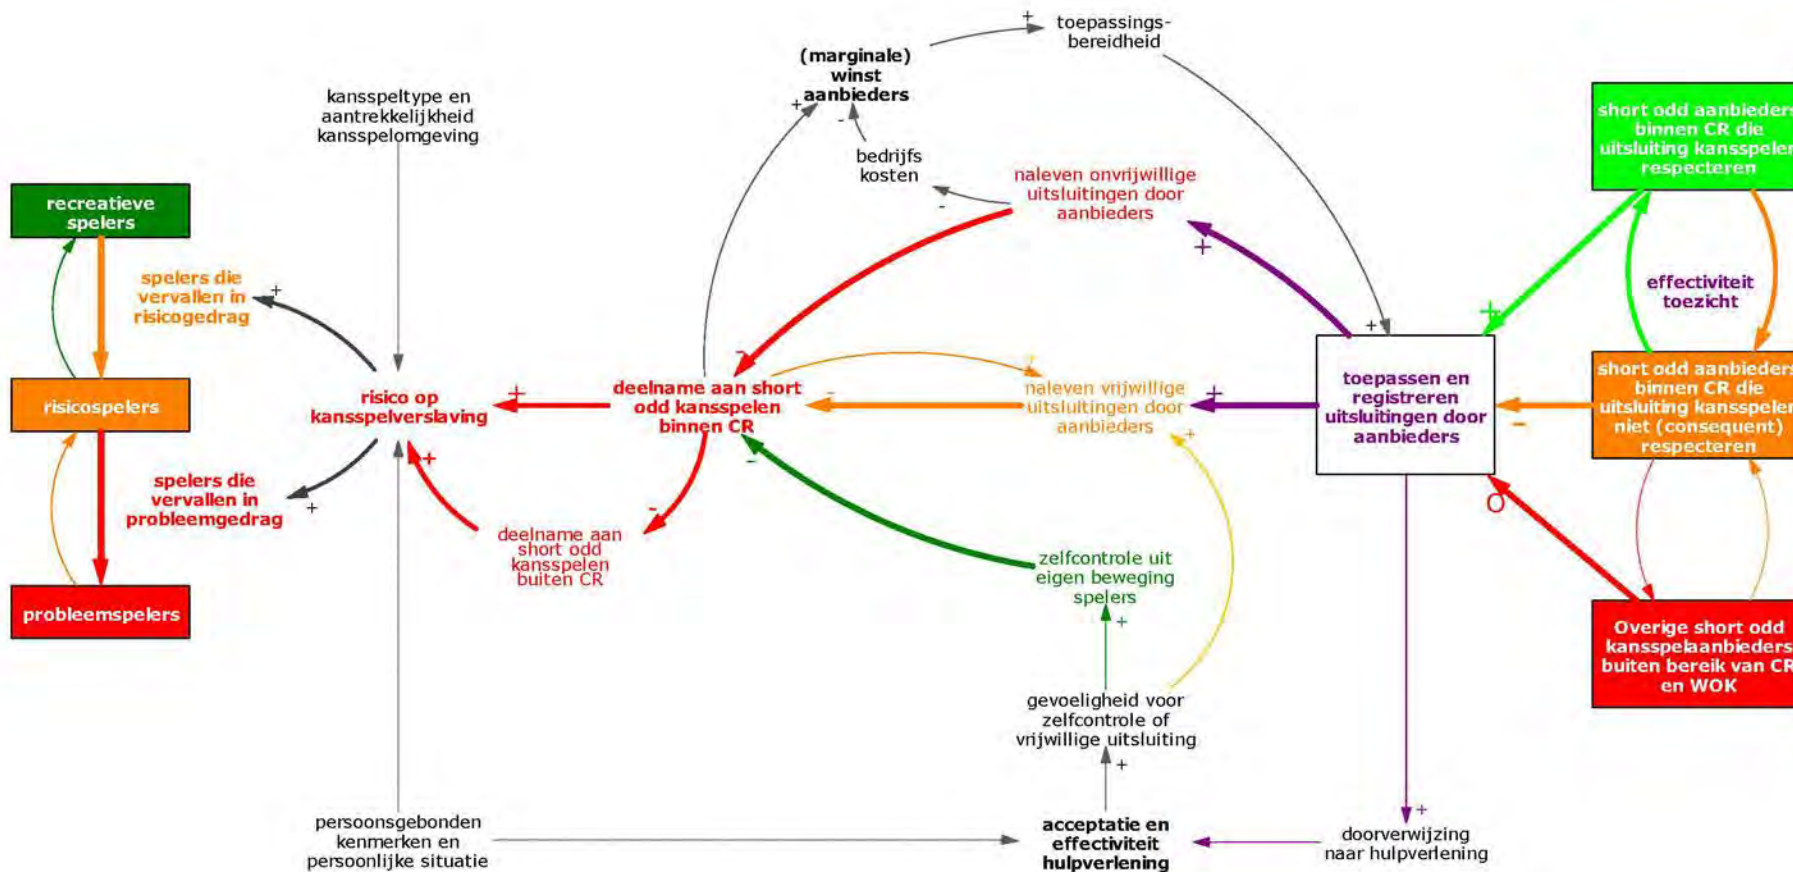 (marginale)
winst
aanbieders
+
toepassings-
bereidheid
kansspeltype en
aantrekkelijkheid
kansspelomgeving
+
-
bedrijfs
kosten
-
naleven onvrijwillige
uitsluitingen door
aanbieders
+
short odd aanbieders
binnen CR die
uitsluiting kansspelen
respecteren
recreatieve
spelers
spelers die
vervallen in
risicogedrag
+
effectiviteit
toezicht
+
+
risicospelers
risico op
kansspelverslaving
+
deelname aan short
odd kansspelen
binnen CR
-
-
naleven vrijwillige
uitsluitingen door
aanbieders
+
+
toepassen en
registreren
uitsluitingen door
aanbieders
-
short odd aanbieders
binnen CR die
uitsluiting kansspelen
niet (consequent)
respecteren
spelers die
vervallen in
probleemgedrag
+
+
-
-
deelname aan
short odd
kansspelen
buiten CR
O
zelfcontrole uit
eigen beweging
spelers
+
probleemspelers
Overige short odd
kansspelaanbieders
buiten bereik van CR
en WOK
gevoeligheid voor
zelfcontrole of
vrijwillige uitsluiting
+
persoonsgebonden
kenmerken en
persoonlijke situatie
acceptatie en
effectiviteit
hulpverlening
+
doorverwijzing
naar hulpverlening